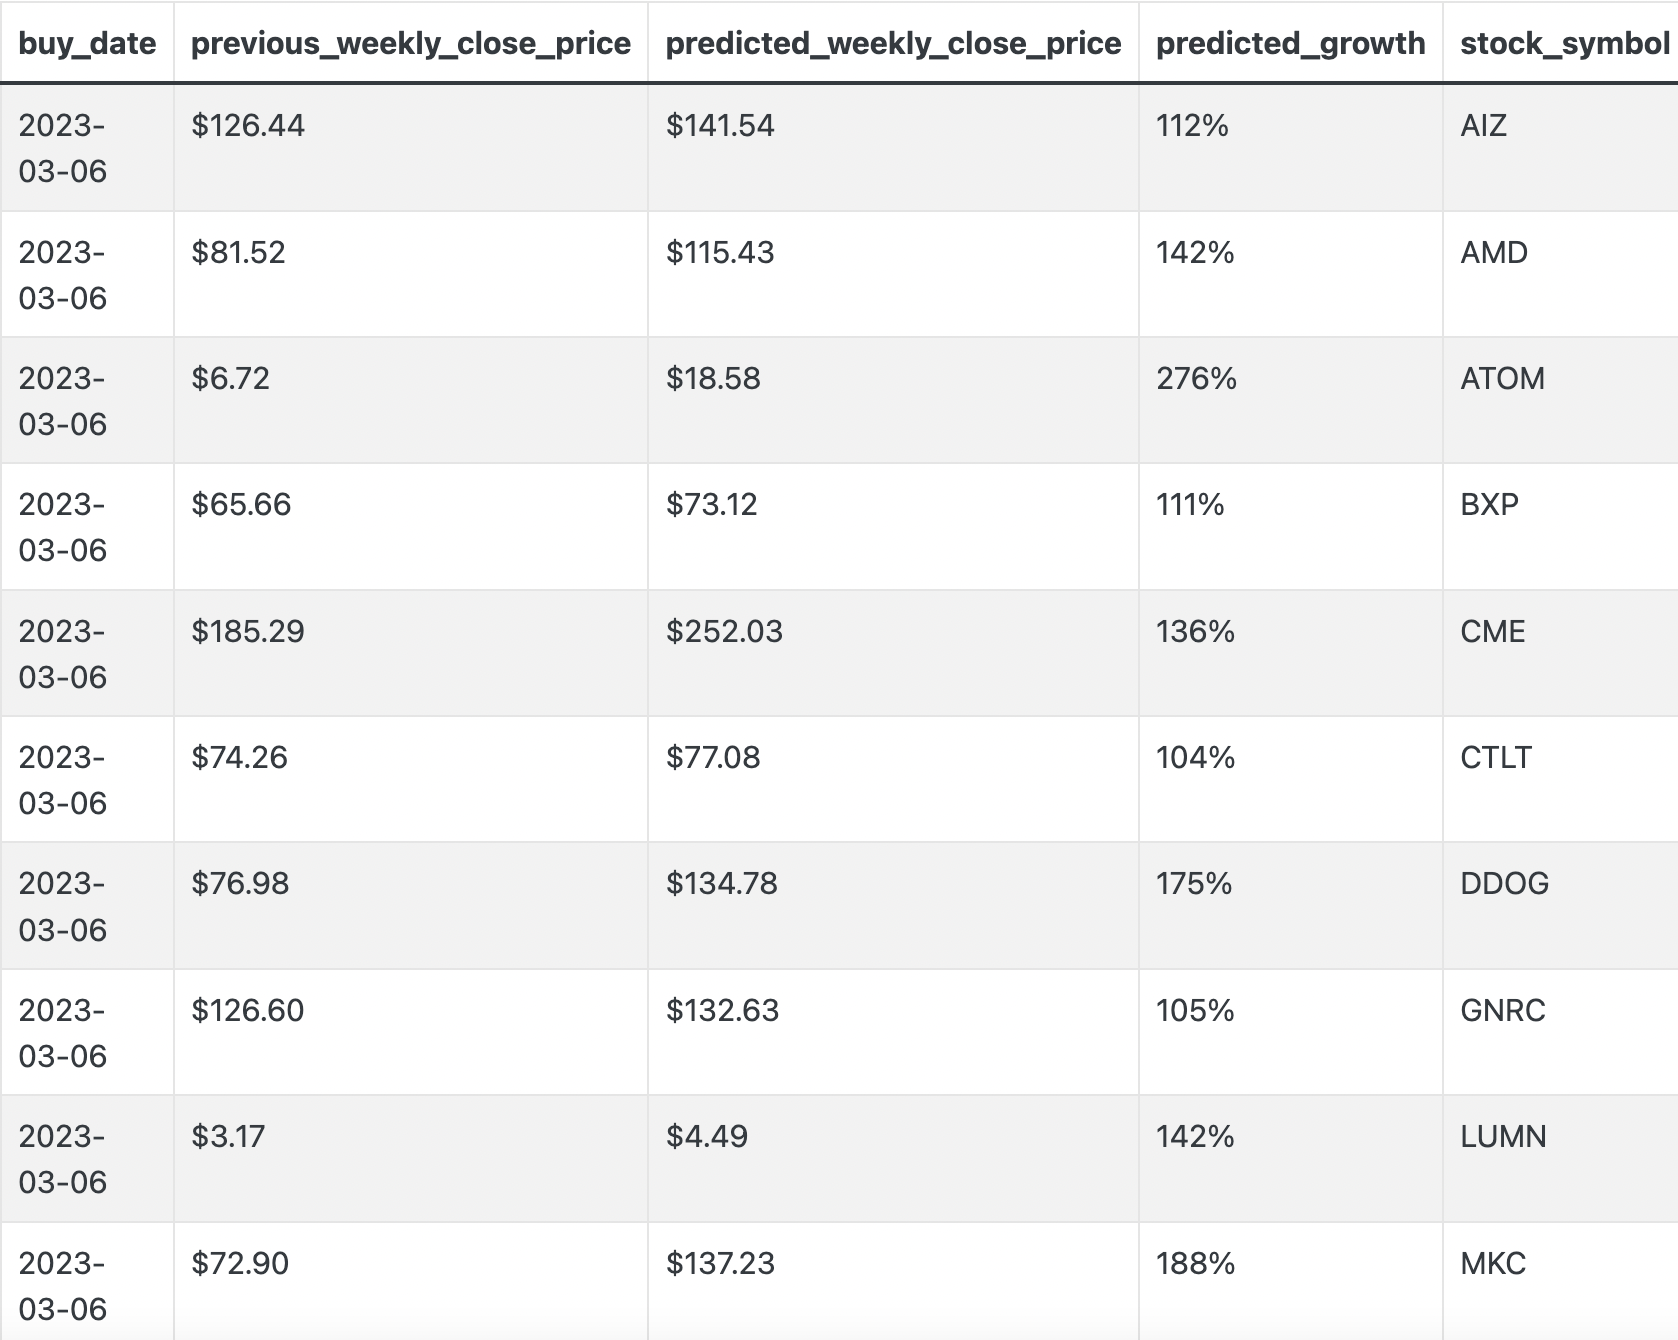 buy_date previous_weekly_close_price predicted_weekly_close_price predicted_growth stock_symbol
2023- $126.44 $141.54 112% AIZ
03-06
2023- $81.52 $115.43 142% AMD
03-06
2023- $6.72 $18.58 276% ATOM
03-06
2023- $65.66 $73.12 111% BXP
03-06
2023- $185.29 $252.03 136% CME
03-06
2023- $74.26 $77.08 104% CTLT
03-06
2023- $76.98 $134.78 175% DDOG
03-06
2023- $126.60 $132.63 105% GNRC
03-06
2023- $3.17 $4.49 142% LUMN
03-06
2023- $72.90 $137.23 188% MKC
03-06